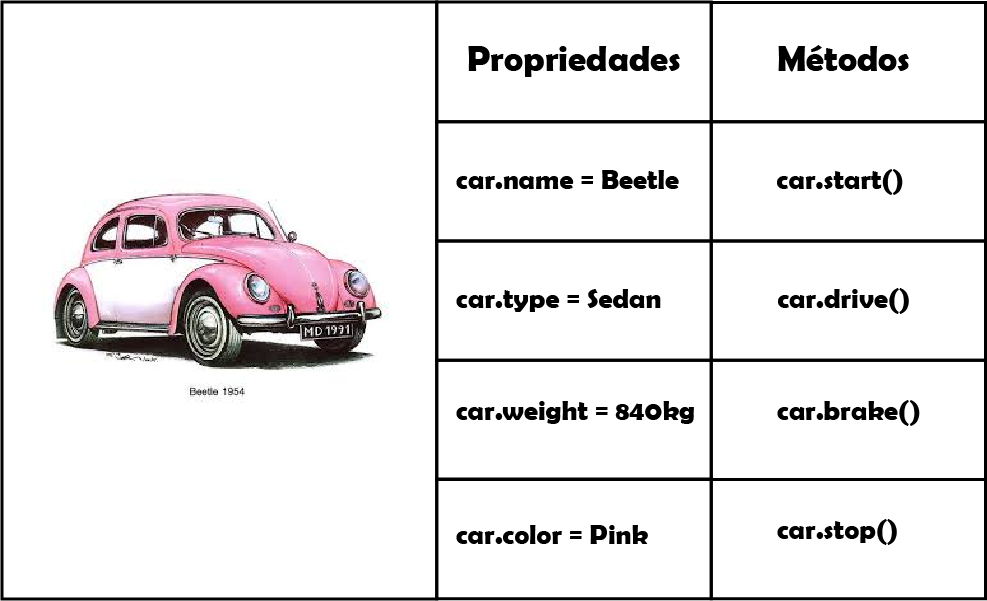 Propriedades Métodos
car.name = Beetle car.start()
car.type = Sedan car.drive()
car.weight = 840kg car.brake()
car.color = Pink car.stop()
MD 1991
Beetle 1954